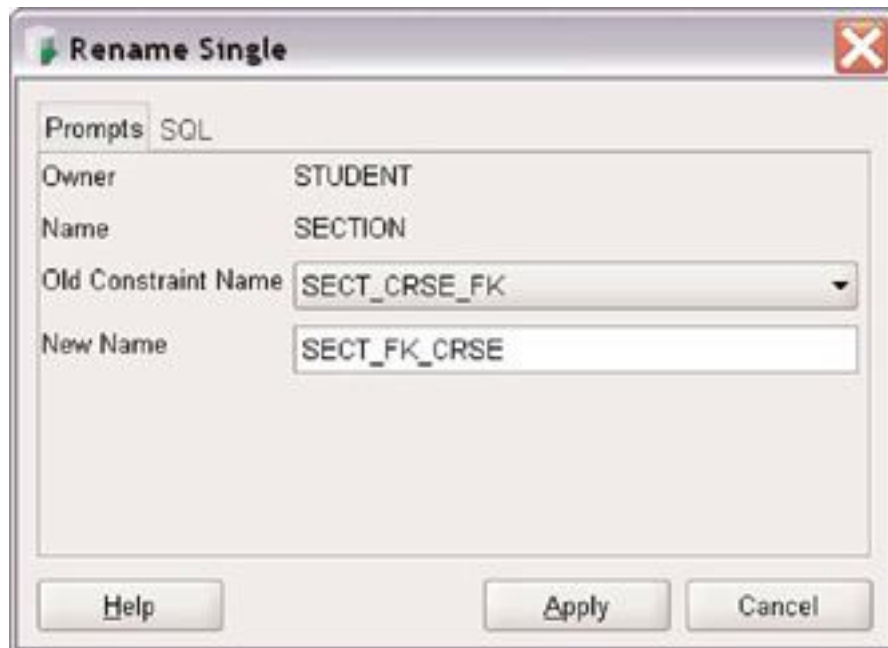 Rename Single
Prompts SQL
Owner STUDENT
Name SECTION
Old Constraint Name SECT_CRSE_FK
New Name SECT_FK_CRSE
Help Apply Cancel